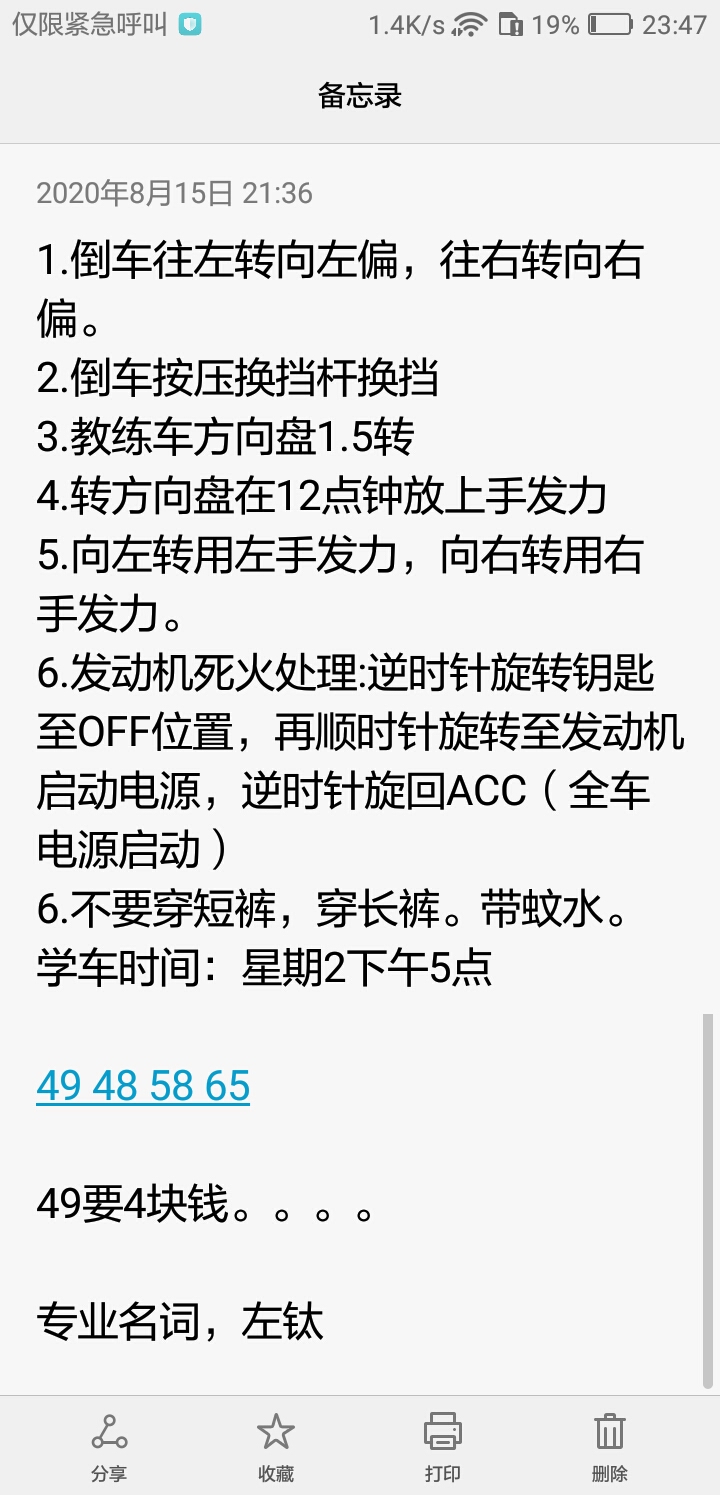 仅限紧急呼叫 1.4K/s 19% 23:47
备忘录
2020年8月15日 21:36
1.倒车往左转向左偏，往右转向右
偏。
2.倒车按压换挡杆换挡
3.教练车方向盘1.5转
4.转方向盘在12点钟放上手发力
5.向左转用左手发力，向右转用右
手发力。
6.发动机死火处理:逆时针旋转钥匙
至OFF位置，再顺时针旋转至发动机
启动电源，逆时针旋回ACC（全车
电源启动）
6.不要穿短裤，穿长裤。带蚊水。
学车时间：星期2下午5点
49 48 58 65
49要4块钱。。。。
专业名词，左钛
分享 收藏 打印 删除